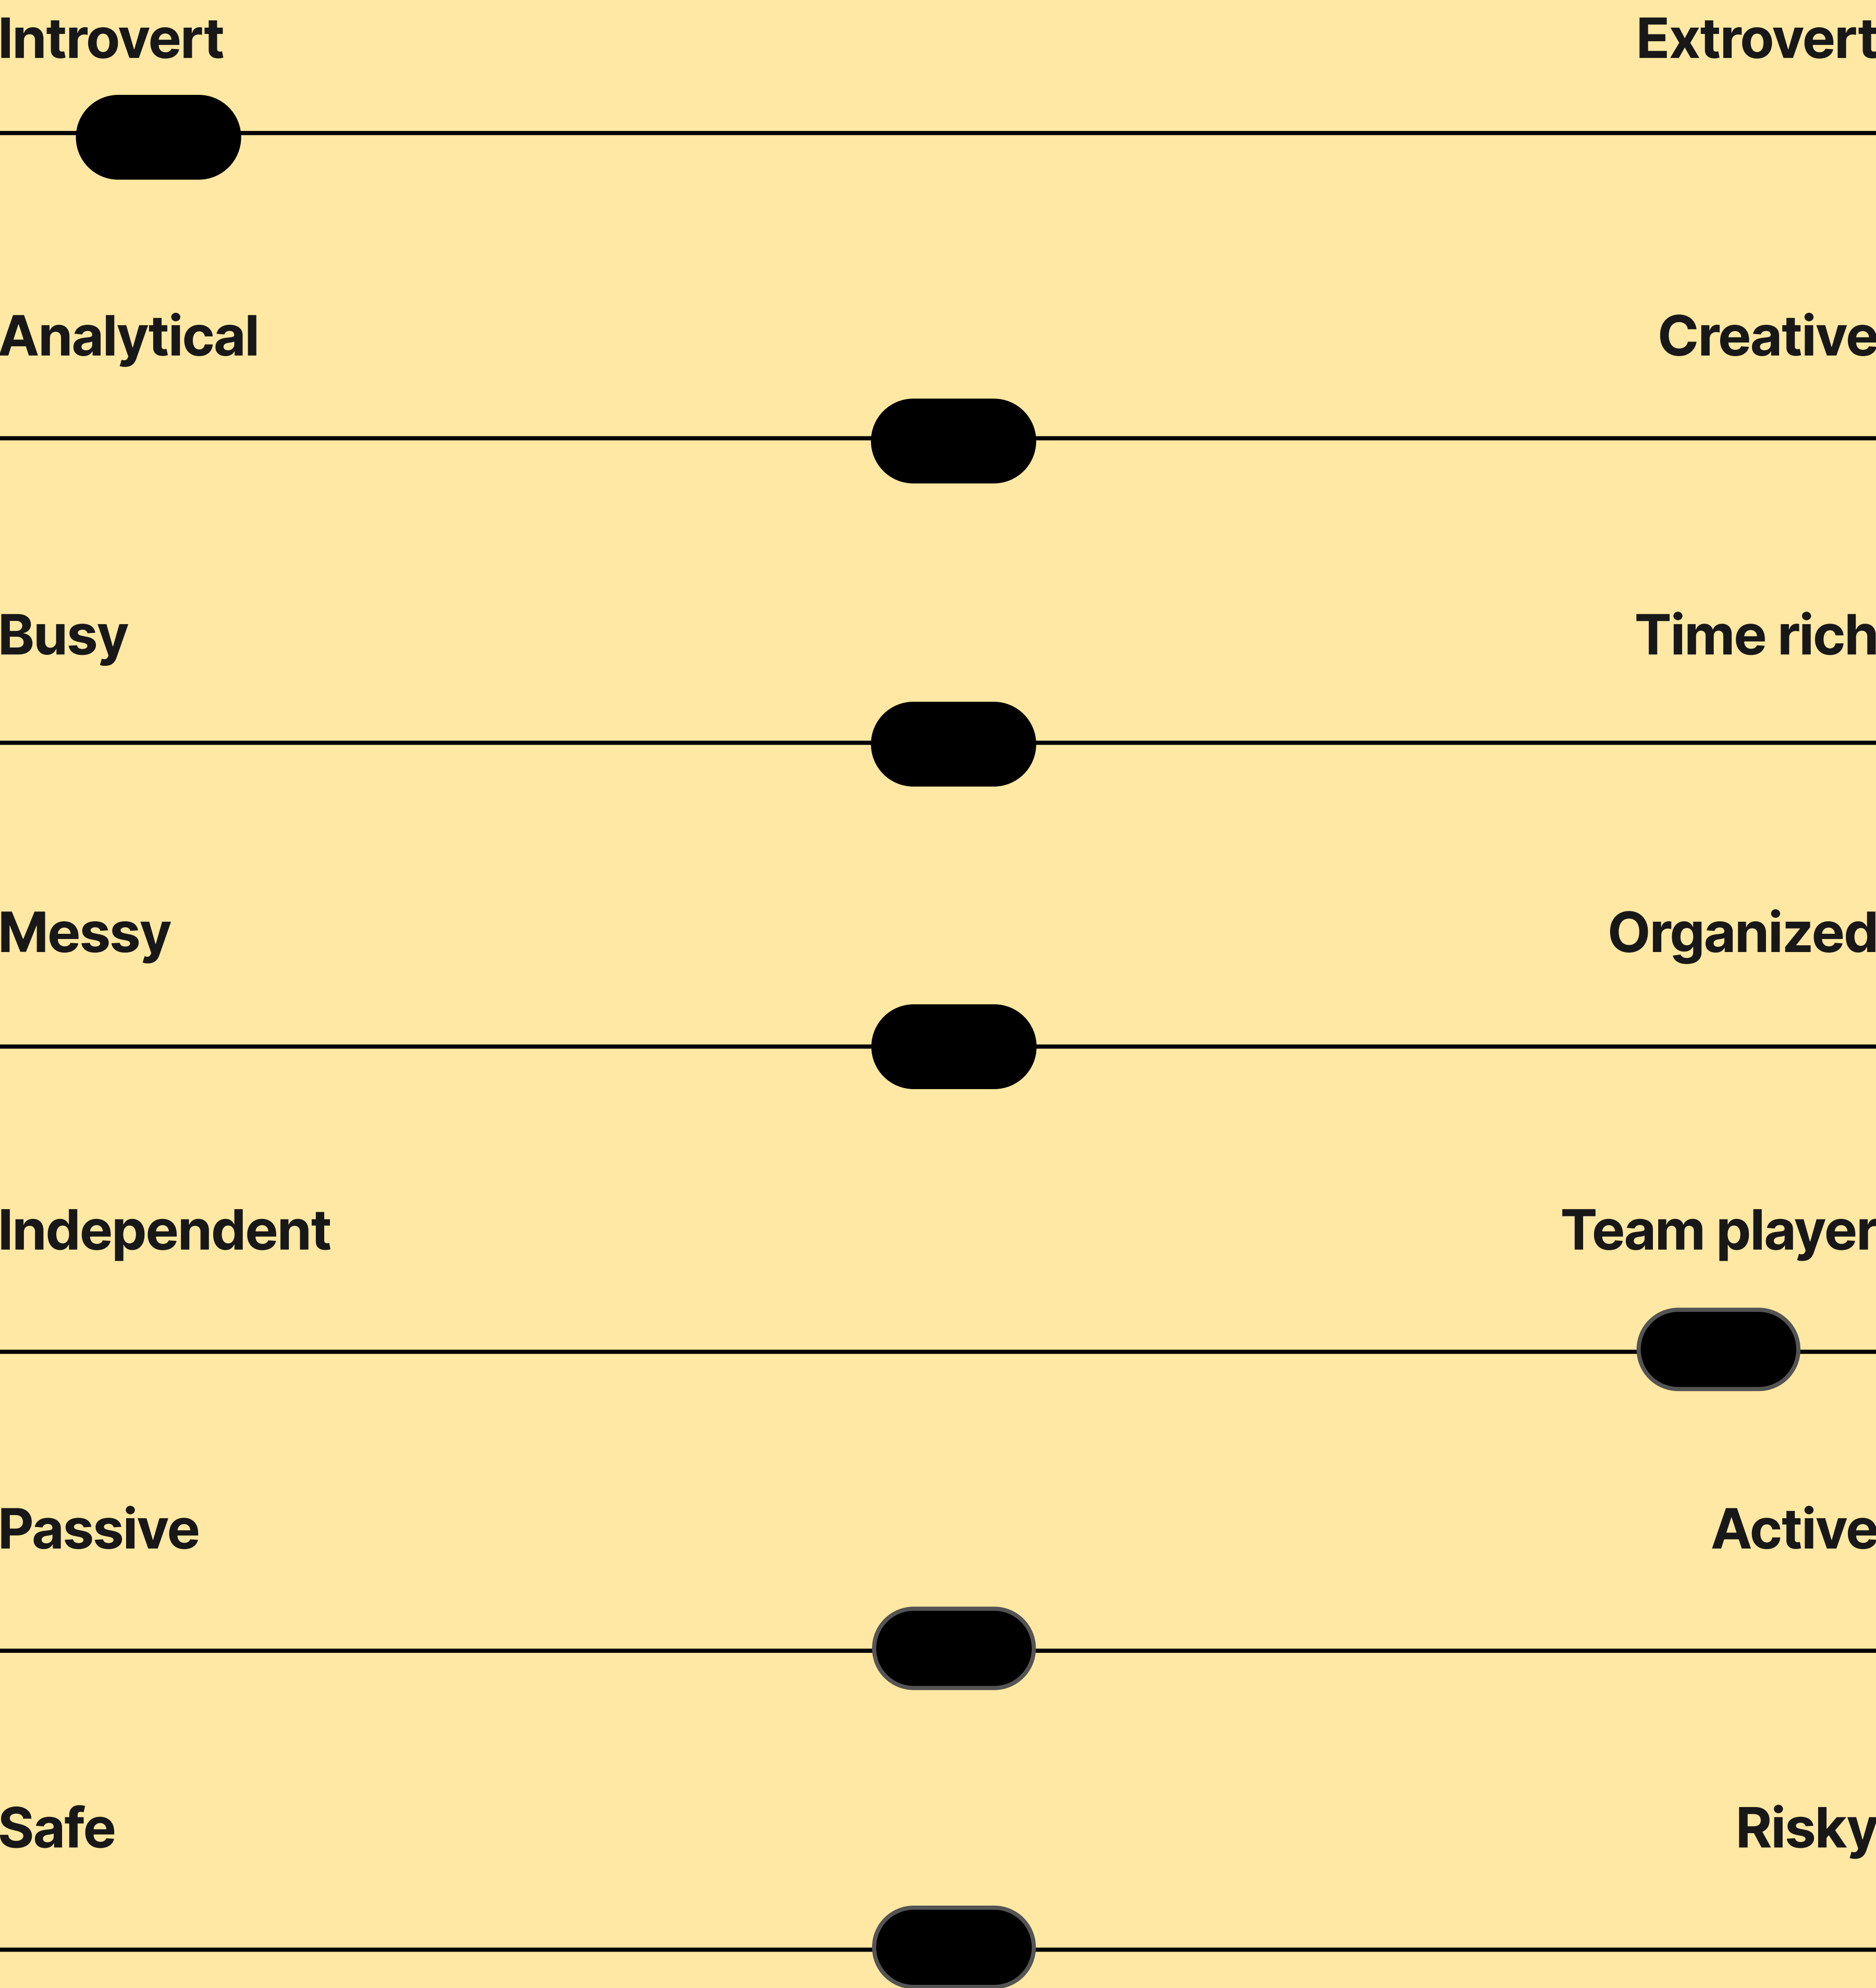 Introvert Extrovert
Analytical Creative
Busy Time rich
Messy Organized
Independent Team player
Passive Active
Safe Risky